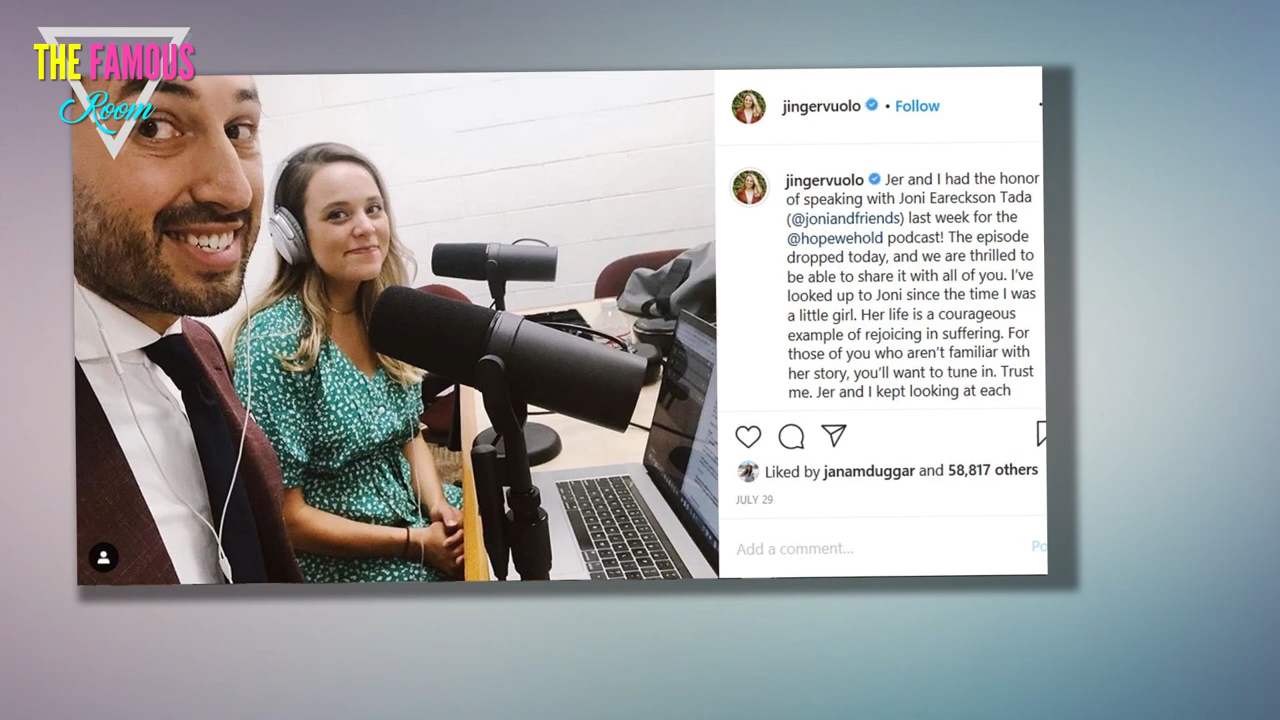 THE FAMOUS
Room
jingervuolo • Follow
jingervuolo Jer and I had the honor
of speaking with Joni Eareckson Tada
(@joniandfriends) last week for the
@hopewehold podcast! The episode
dropped today, and we are thrilled to
be able to share it with all of you. I've
looked up to Joni since the time I was
a little girl. Her life is a courageous
example of rejoicing in suffering. For
those of you who aren't familiar with
her story, you'll want to tune in. Trust
me. Jer and I kept looking at each
Liked by janamduggar and 58,817 others
JULY 29
Add a comment...
Po